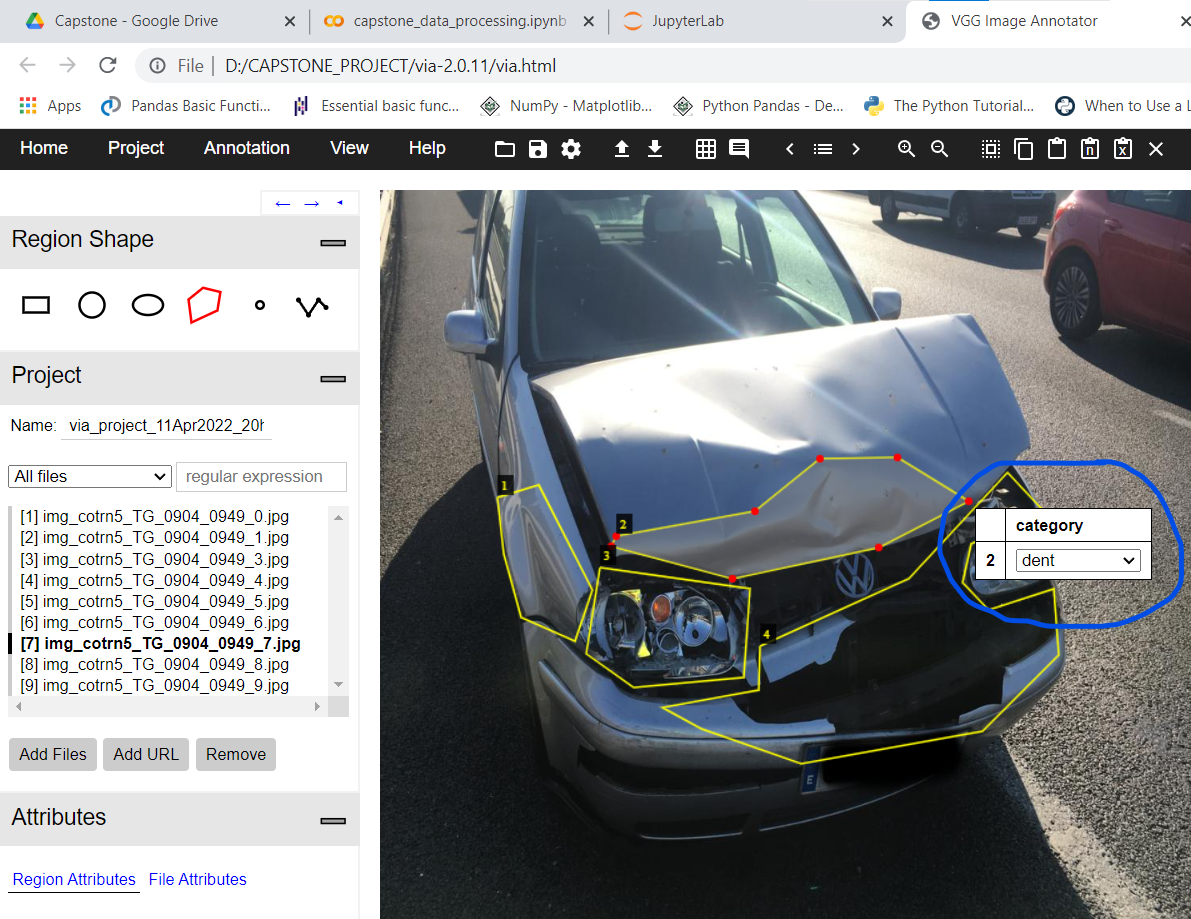 Capstone - Google Drive
capstone_data_processing.ipynb
JupyterLab
VGG Image Annotator
File
D:/CAPSTONE_PROJECT/via-2.0.11/via.html
Apps
Pandas Basic Functi...
Essential basic func...
NumPy - Matplotlib...
Python Pandas - De...
The Python Tutorial...
When to Use a L
Home Project Annotation View Help
Region Shape
Project
Name: via_project_11Apr2022_20h
All files
regular expression
[1] img_cotrn5_TG_0904_0949_0.jpg
[2] img_cotrn5_TG_0904_0949_1.jpg
[3] img_cotrn5_TG_0904_0949_3.jpg
[4] img_cotrn5_TG_0904_0949_4.jpg
[5] img_cotrn5_TG_0904_0949_5.jpg
[6] img_cotrn5_TG_0904_0949_6.jpg
[7] img_cotrn5_TG_0904_0949_7.jpg
[8] img_cotrn5_TG_0904_0949_8.jpg
[9] img_cotrn5_TG_0904_0949_9.jpg
Add Files Add URL Remove
Attributes
Region Attributes File Attributes
1
2
3
4
category
2 dent
E